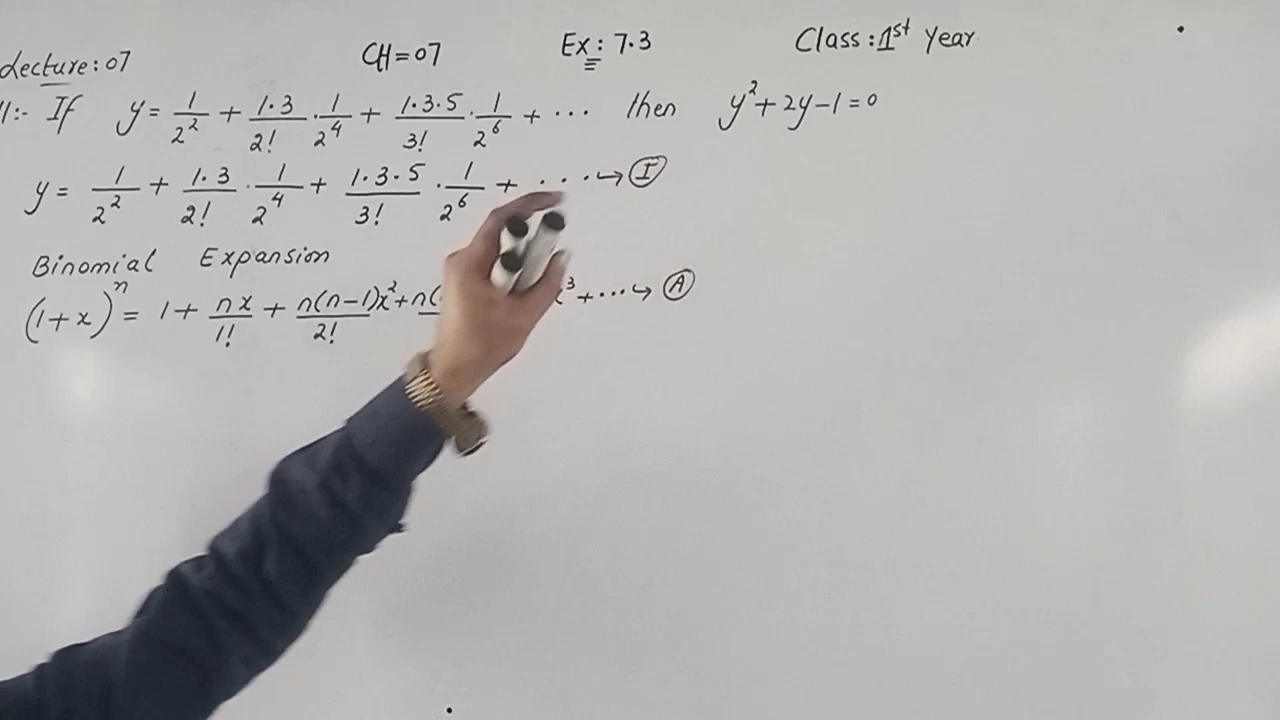 Lecture: 07 CH=07 Ex: 7.3 Class: 1st Year
11:- If y = 1/2² + 1·3/2! · 1/2⁴ + 1·3·5/3! · 1/2⁶ + ··· then y² + 2y - 1 = 0
y = 1/2² + 1·3/2! · 1/2⁴ + 1·3·5/3! · 1/2⁶ + ··· → I
Binomial Expansion
(1+x)ⁿ = 1 + nx/1! + n(n-1)x²/2! + n( ³ + ··· → A